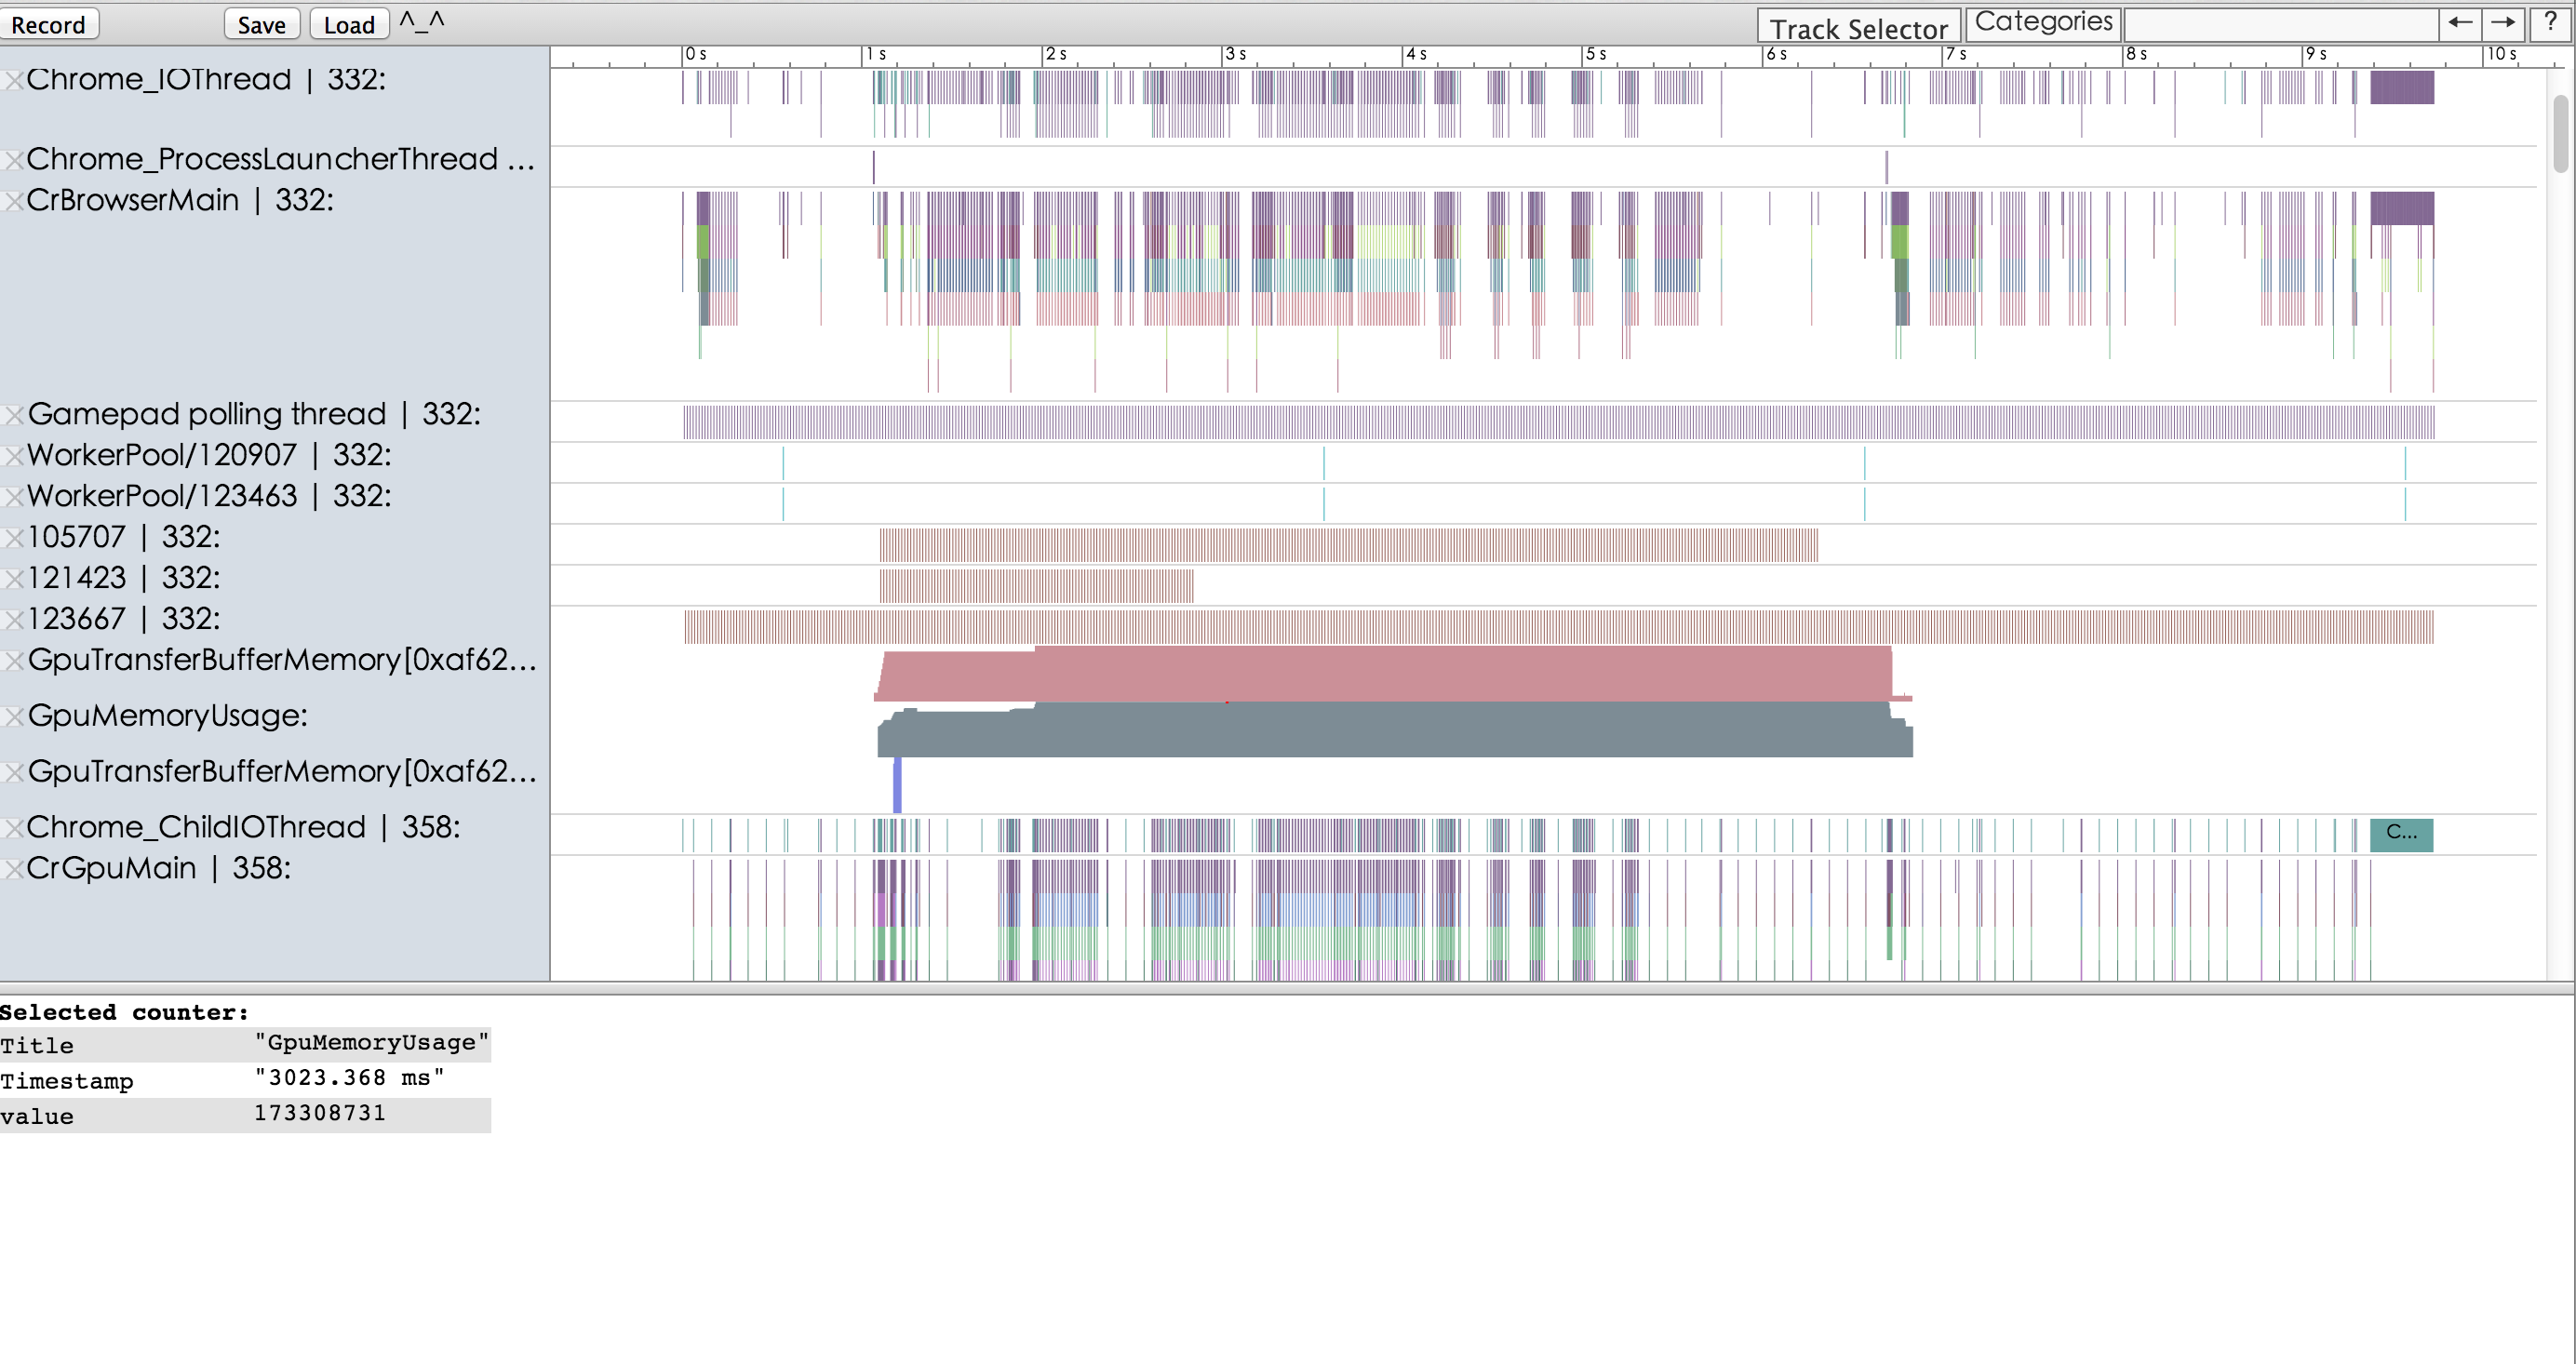 Record Save Load ^_^ Track Selector Categories ← → ?
0 s 1 s 2 s 3 s 4 s 5 s 6 s 7 s 8 s 9 s 10 s
Chrome_IOThread | 332:
Chrome_ProcessLauncherThread ...
CrBrowserMain | 332:
Gamepad polling thread | 332:
WorkerPool/120907 | 332:
WorkerPool/123463 | 332:
105707 | 332:
121423 | 332:
123667 | 332:
GpuTransferBufferMemory[0xaf62...
GpuMemoryUsage:
GpuTransferBufferMemory[0xaf62...
Chrome_ChildIOThread | 358:
C...
CrGpuMain | 358:
Selected counter:
Title "GpuMemoryUsage"
Timestamp "3023.368 ms"
value 173308731